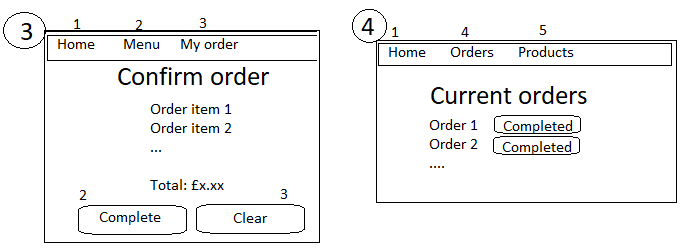 3
1 2 3
Home Menu My order
Confirm order
Order item 1
Order item 2
...
Total: £x.xx
2 3
Complete Clear
4
1 4 5
Home Orders Products
Current orders
Order 1 Completed
Order 2 Completed
....